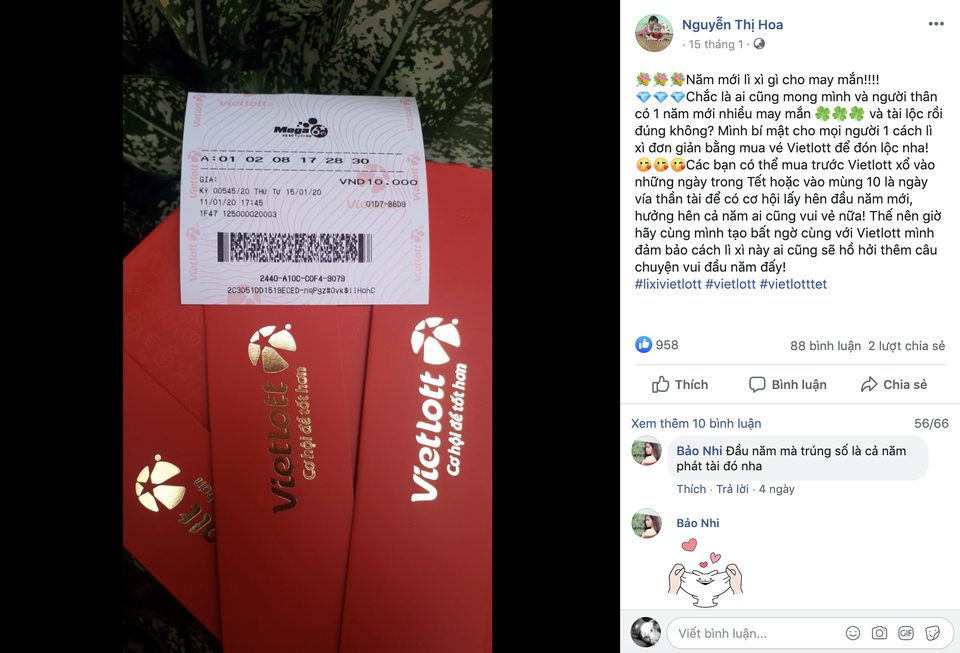 Vietlott
Mega 6/45
A:01 02 08 17 28 30
GIÁ:
VND10.000
KỲ 00545/20 THỨ TƯ 15/01/20
11/01/20 17:45
01D7-B6D9
1F47 125000020003
2440-A10C-C0F4-9079
2C3D51DD1519ECED-nqPgz#0vk$IlHohC
Vietlott
Cơ hội để tốt hơn
Vietlott
Cơ hội để tốt hơn
Nguyễn Thị Hoa
· 15 tháng 1 ·
Năm mới lì xì gì cho may mắn!!!!
Chắc là ai cũng mong mình và người thân
có 1 năm mới nhiều may mắn 🍀🍀🍀 và tài lộc rồi
đúng không? Mình bí mật cho mọi người 1 cách lì
xì đơn giản bằng mua vé Vietlott để đón lộc nha!
😋😋😋Các bạn có thể mua trước Vietlott xổ vào
những ngày trong Tết hoặc vào mùng 10 là ngày
vía thần tài để có cơ hội lấy hên đầu năm mới,
hưởng hên cả năm ai cũng vui vẻ nữa! Thế nên giờ
hãy cùng mình tạo bất ngờ cùng với Vietlott mình
đảm bảo cách lì xì này ai cũng sẽ hồ hởi thêm câu
chuyện vui đầu năm đấy!
#lixivietlott #vietlott #vietlotttet
958
88 bình luận 2 lượt chia sẻ
Thích Bình luận Chia sẻ
Xem thêm 10 bình luận 56/66
Bảo Nhi Đầu năm mà trúng số là cả năm
phát tài đó nha
Thích · Trả lời · 4 ngày
Bảo Nhi
Viết bình luận...
GIF